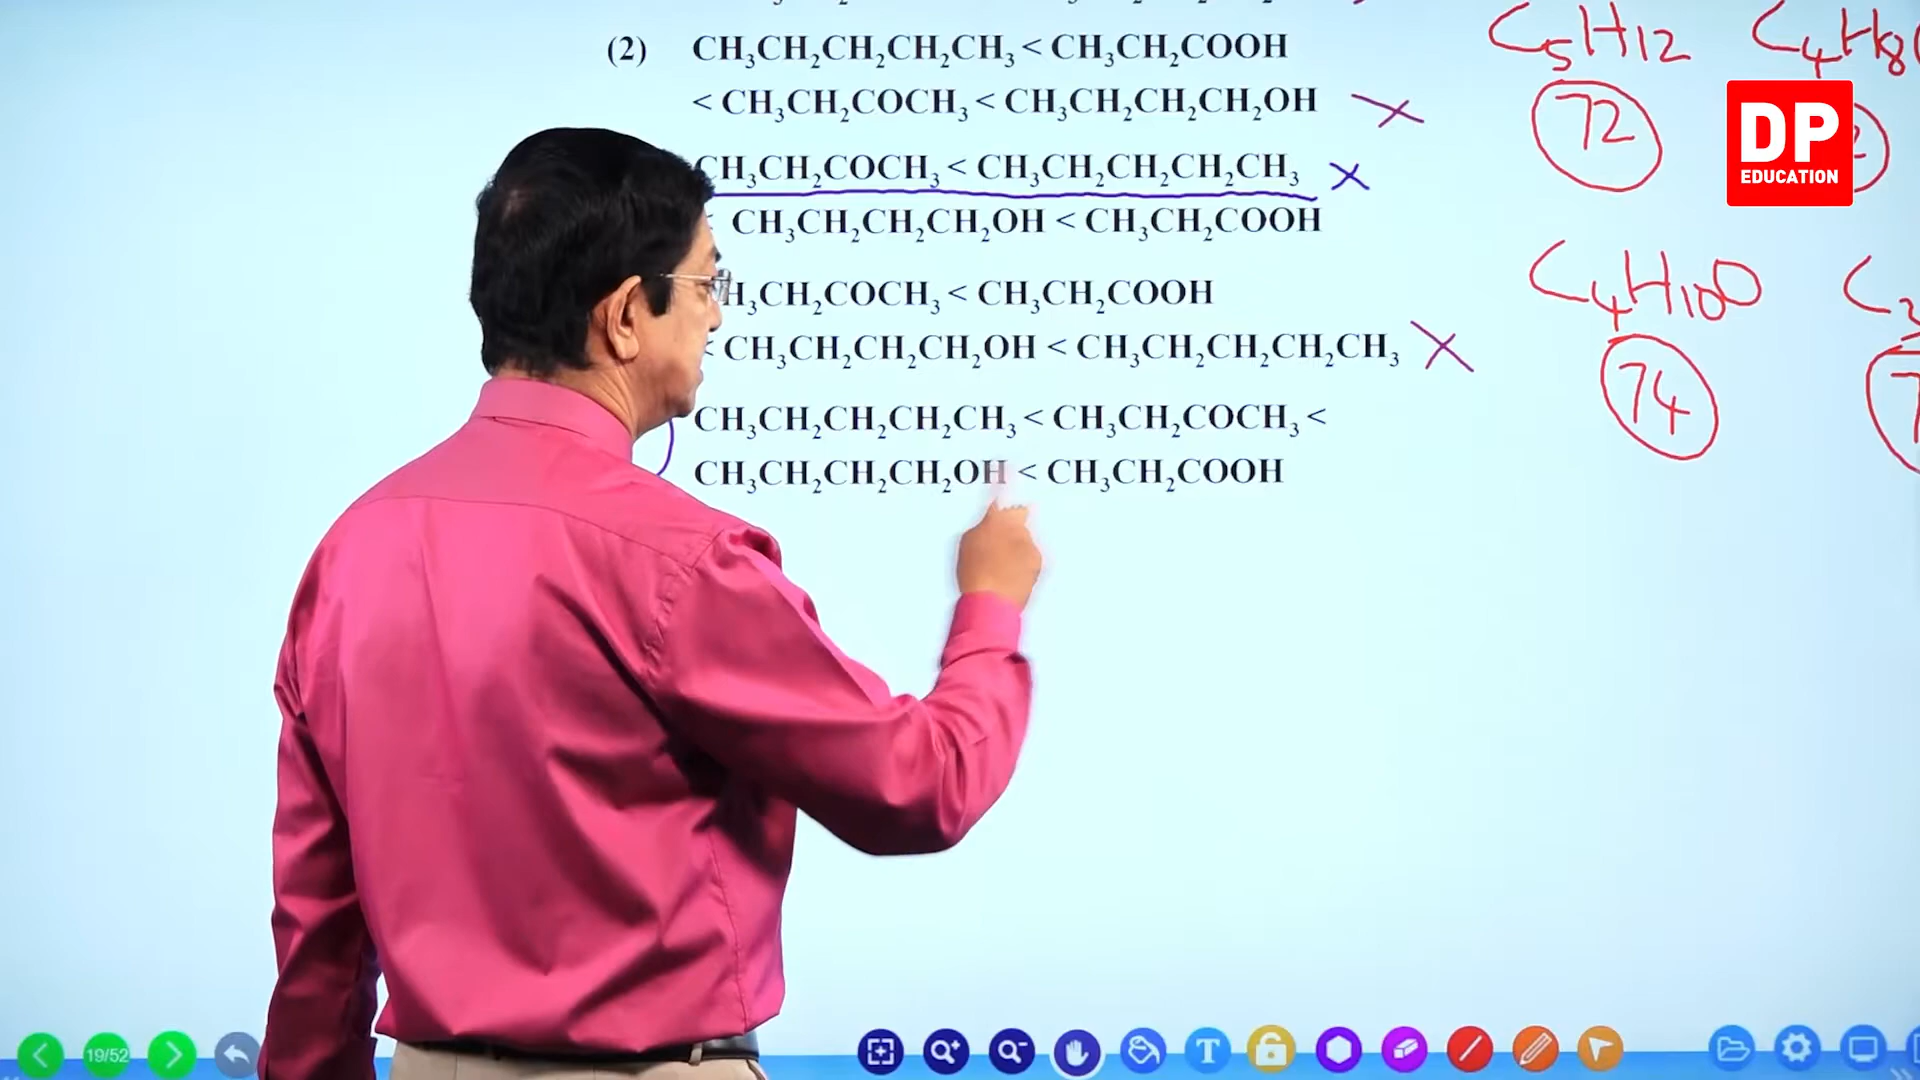 (2) CH₃CH₂CH₂CH₂CH₃ < CH₃CH₂COOH
< CH₃CH₂COCH₃ < CH₃CH₂CH₂CH₂OH
CH₃CH₂COCH₃ < CH₃CH₂CH₂CH₂CH₃
CH₃CH₂CH₂CH₂OH < CH₃CH₂COOH
H₃CH₂COCH₃ < CH₃CH₂COOH
< CH₃CH₂CH₂CH₂OH < CH₃CH₂CH₂CH₂CH₃
CH₃CH₂CH₂CH₂CH₃ < CH₃CH₂COCH₃ <
CH₃CH₂CH₂CH₂OH < CH₃CH₂COOH
C₅H₁₂ C₄H₈
72
DP
EDUCATION
C₄H₁₀O
74
19/52
T